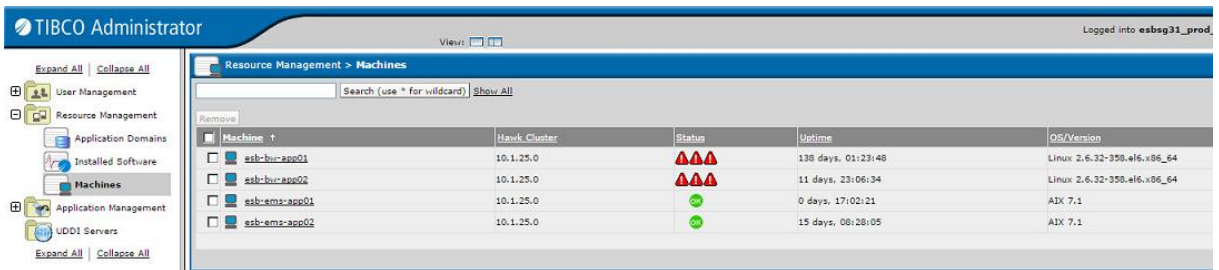 TIBCO Administrator
View:
Logged into esbsg31_prod_
Expand All | Collapse All
User Management
Resource Management
Application Domains
Installed Software
Machines
Application Management
UDDI Servers
Expand All | Collapse All
Resource Management > Machines
Search (use * for wildcard) Show All
Remove
Machine ↑ Hawk Cluster Status Uptime OS/Version
esb-bw-app01 10.1.25.0 138 days, 01:23:48 Linux 2.6.32-358.el6.x86_64
esb-bw-app02 10.1.25.0 11 days, 23:06:34 Linux 2.6.32-358.el6.x86_64
esb-ems-app01 10.1.25.0 OK 0 days, 17:02:21 AIX 7.1
esb-ems-app02 10.1.25.0 OK 15 days, 08:28:05 AIX 7.1